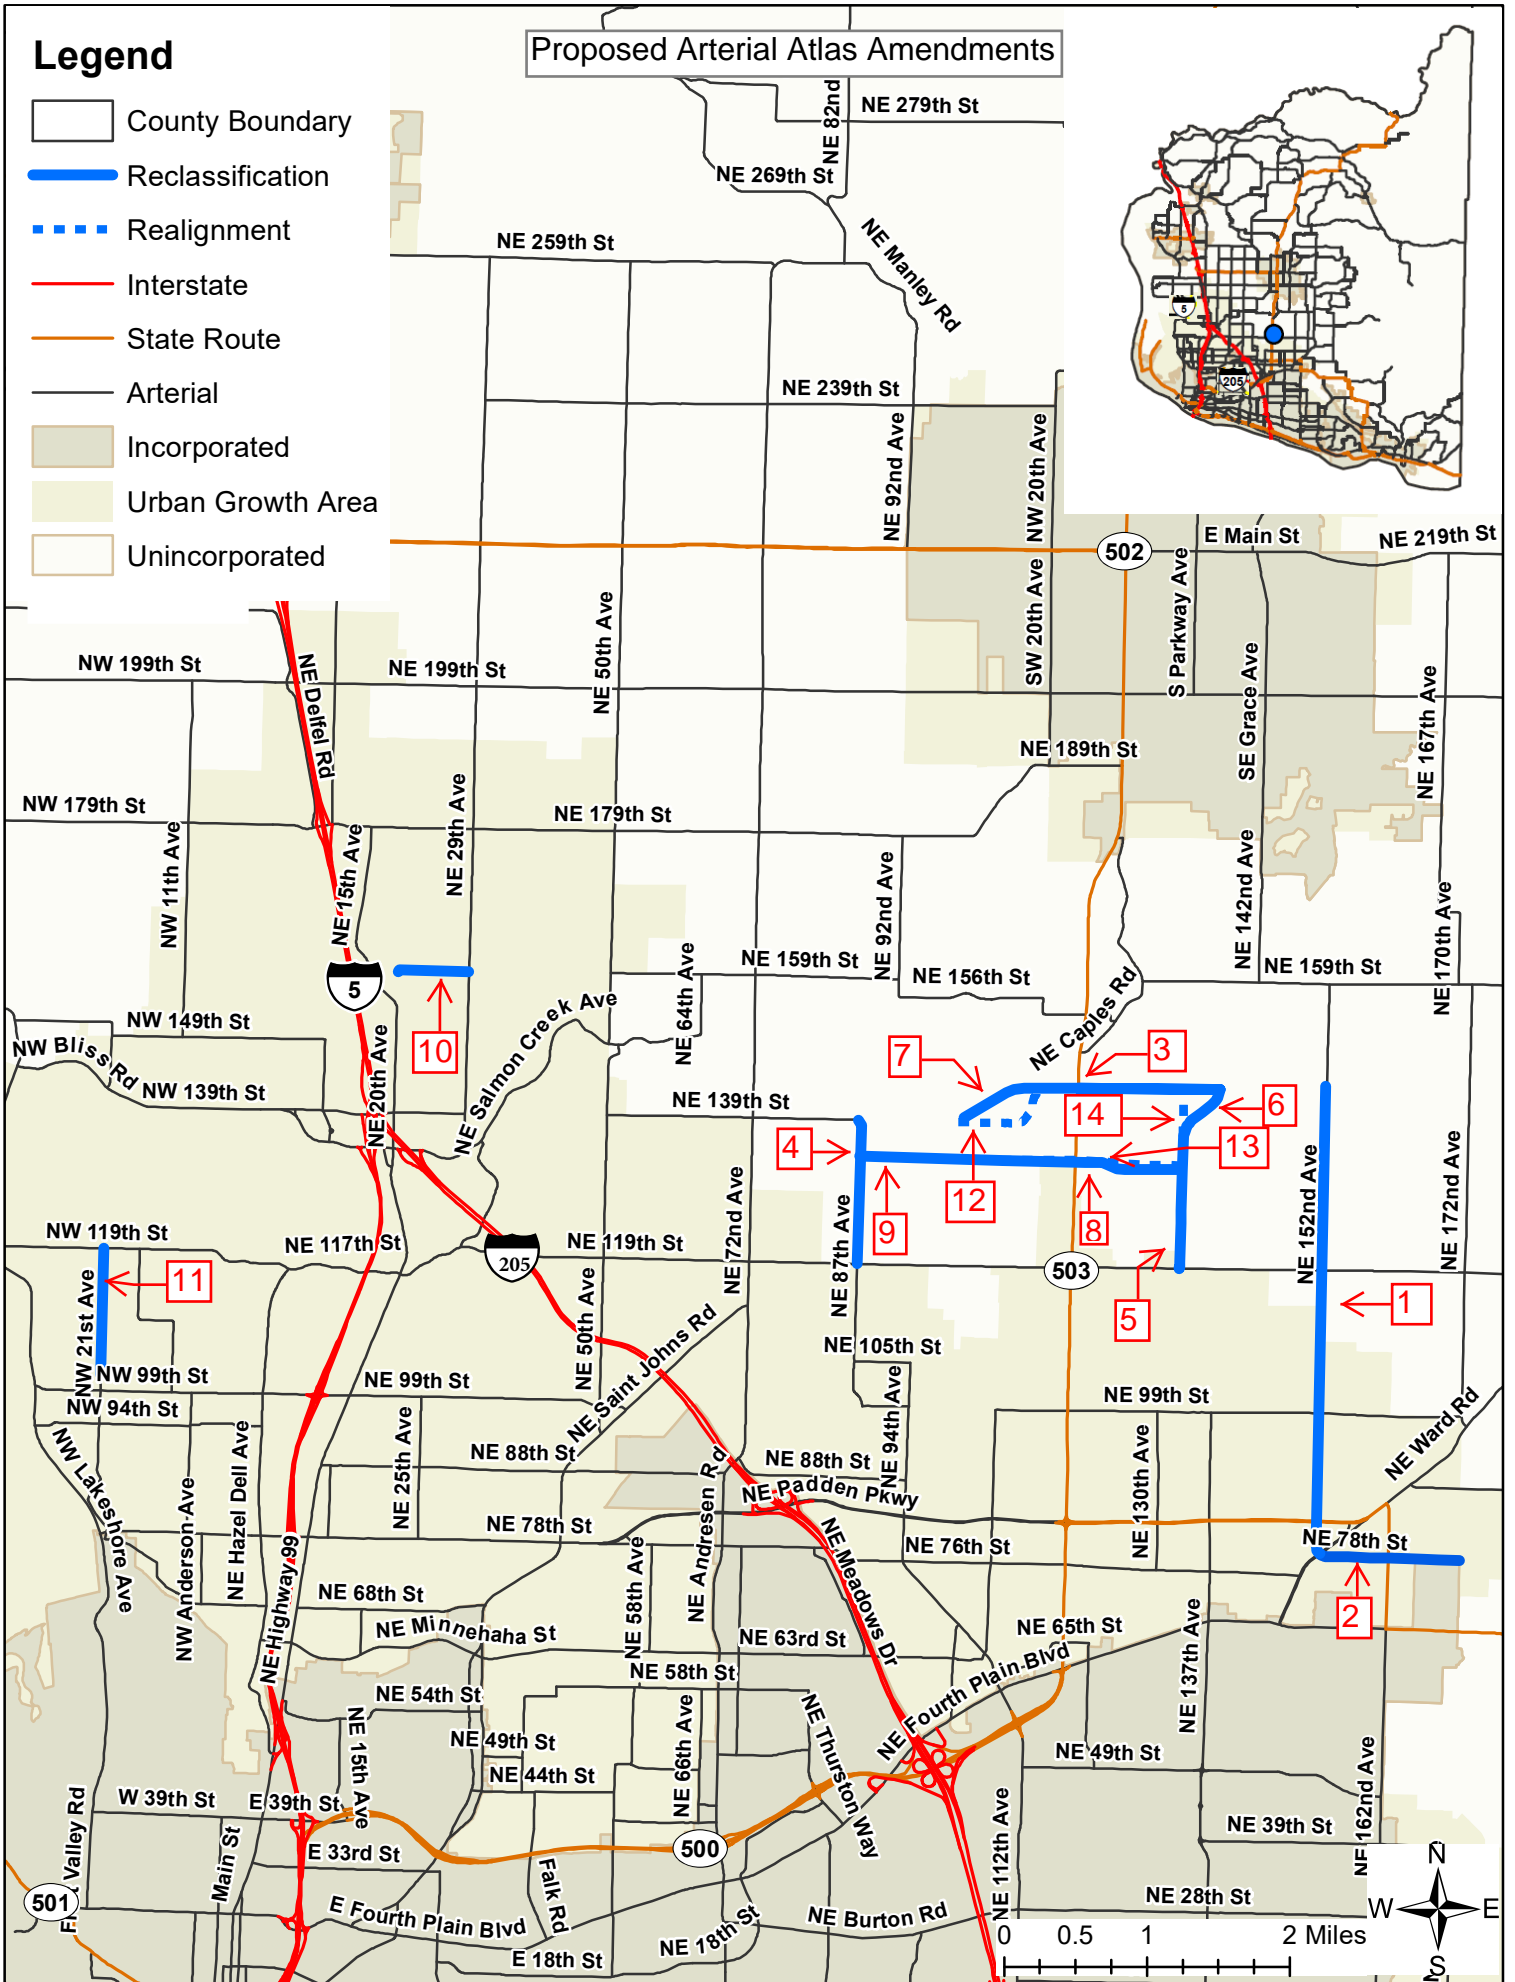 Proposed Arterial Atlas Amendments
Legend
County Boundary
Reclassification
Realignment
Interstate
State Route
Arterial
Incorporated
Urban Growth Area
Unincorporated
NE 279th St
NE 82nd
NE 269th St
NE Manley Rd
NE 259th St
5
205
NE 239th St
NE 92nd Ave
NW 20th Ave
502
E Main St
NE 219th St
SW 20th Ave
S Parkway Ave
SE Grace Ave
NE 167th Ave
NE 50th Ave
NW 199th St
NE Delfel Rd
NE 199th St
NE 189th St
NW 179th St
NE 179th St
NW 11th Ave
NE 15th Ave
NE 29th Ave
NE 92nd Ave
NE 142nd Ave
NE 170th Ave
NE 64th Ave
NE 159th St
NE 156th St
NE 159th St
5
10
NE Salmon Creek Ave
NE Caples Rd
NW 149th St
NW Bliss Rd
NW 139th St
NE 20th Ave
NE 139th St
7
3
14
6
13
4
12
9
8
5
NE 72nd Ave
NE 87th Ave
NE 152nd Ave
NE 172nd Ave
NW 119th St
NE 117th St
205
NE 119th St
503
11
1
NW 21st Ave
NE 50th Ave
NE Saint Johns Rd
NE 105th St
NW 99th St
NE 99th St
NE 94th Ave
NE 99th St
NE Ward Rd
NW 94th St
NW Lakeshore Ave
NE Hazel Dell Ave
NE 25th Ave
NE 88th St
NE 88th St
NE Padden Pkwy
NE 130th Ave
NW Anderson Ave
NE 78th St
NE Andresen Rd
NE Meadows Dr
NE 76th St
NE 78th St
2
NE Highway 99
NE 68th St
NE 58th Ave
NE Minnehaha St
NE 63rd St
NE 65th St
NE 137th Ave
NE 58th St
NE Fourth Plain Blvd
NE 54th St
NE 15th Ave
NE 49th St
NE 66th Ave
NE Thurston Way
NE 49th St
NE 44th St
NE 162nd Ave
W 39th St
E 39th St
NE 39th St
Valley Rd
Main St
E 33rd St
500
NE 112th Ave
501
Falk Rd
NE 28th St
E Fourth Plain Blvd
NE 18th St
NE Burton Rd
E 18th St
0 0.5 1 2 Miles
N
W E
S